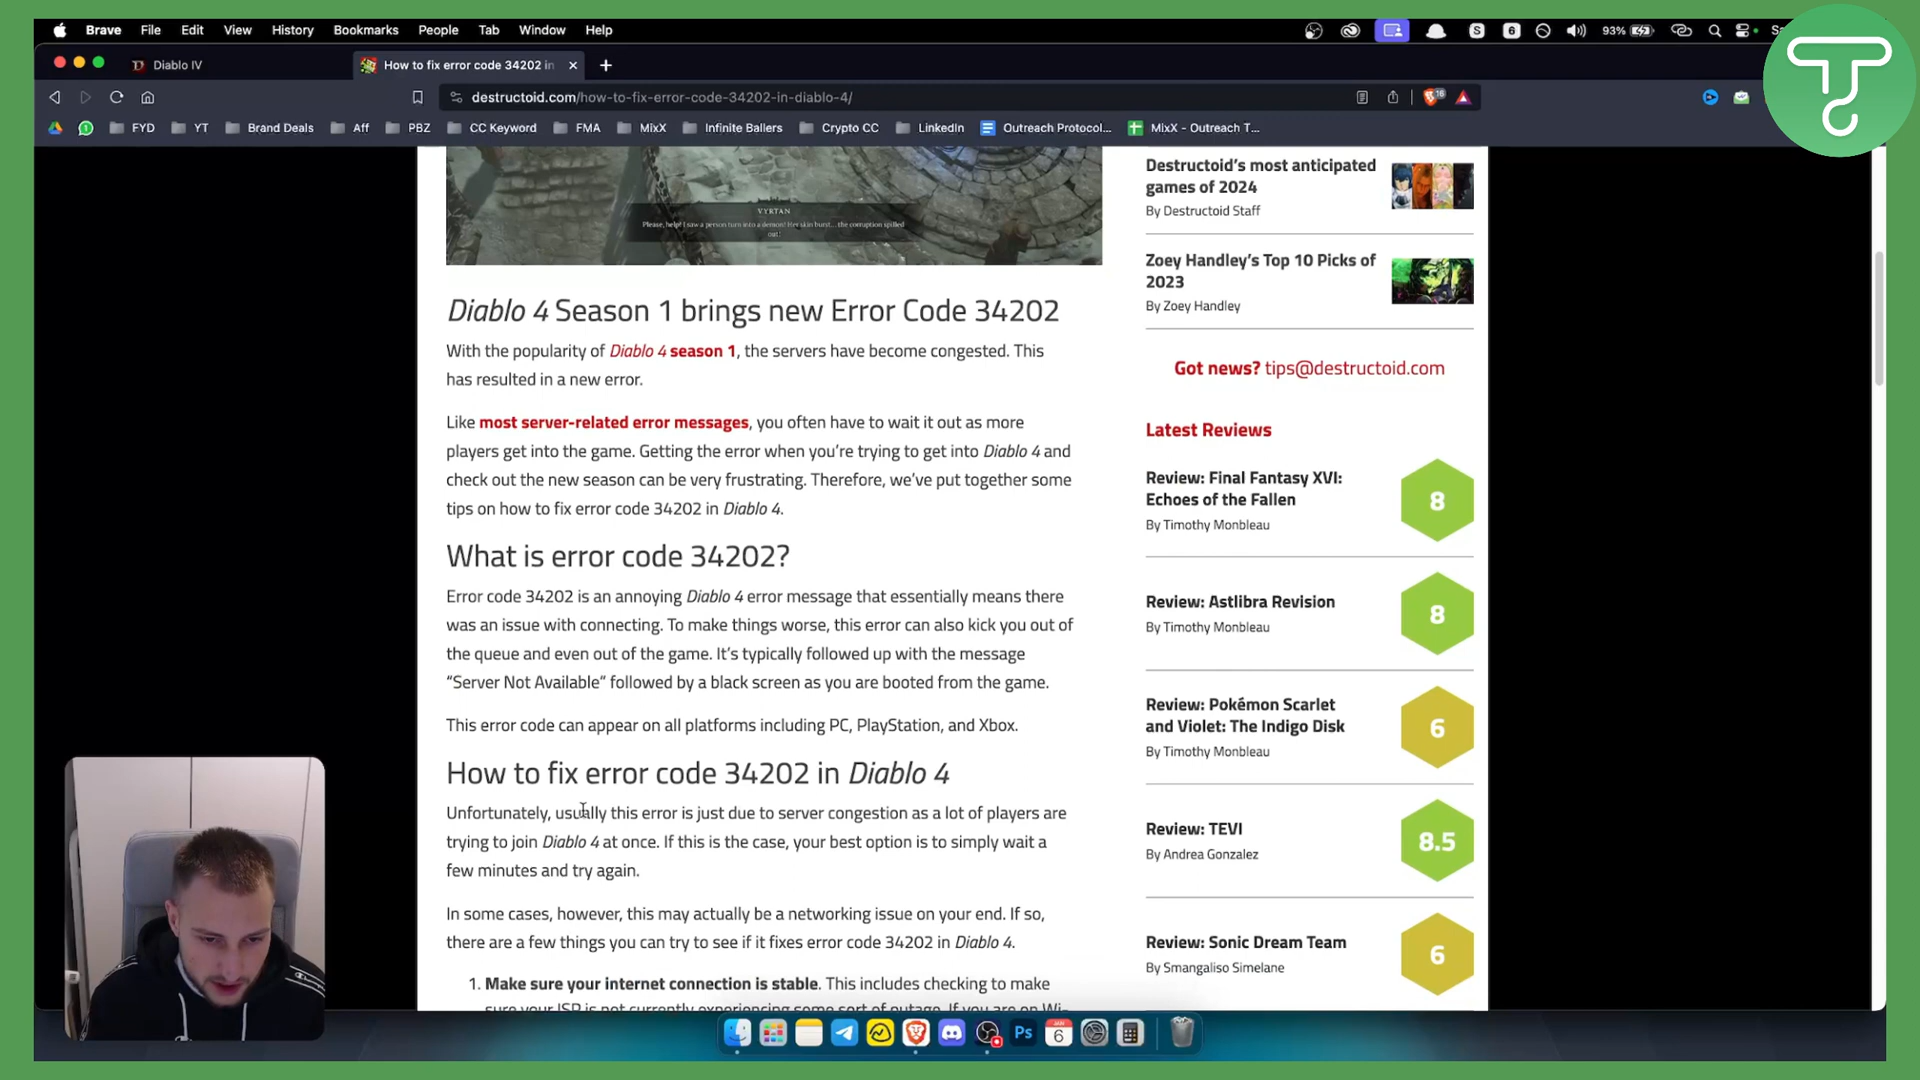 Brave File Edit View History Bookmarks People Tab Window Help
93%
Diablo IV
How to fix error code 34202 in
destructoid.com/how-to-fix-error-code-34202-in-diablo-4/
FYD YT Brand Deals Aff PBZ CC Keyword FMA MixX Infinite Ballers Crypto CC LinkedIn Outreach Protocol... MixX - Outreach T...
VYRTAN
Please, help! I saw a person turn into a demon! Her skin burst...the corruption spilled
out!
Diablo 4 Season 1 brings new Error Code 34202
With the popularity of Diablo 4 season 1, the servers have become congested. This
has resulted in a new error.
Like most server-related error messages, you often have to wait it out as more
players get into the game. Getting the error when you’re trying to get into Diablo 4 and
check out the new season can be very frustrating. Therefore, we’ve put together some
tips on how to fix error code 34202 in Diablo 4.
What is error code 34202?
Error code 34202 is an annoying Diablo 4 error message that essentially means there
was an issue with connecting. To make things worse, this error can also kick you out of
the queue and even out of the game. It’s typically followed up with the message
“Server Not Available” followed by a black screen as you are booted from the game.
This error code can appear on all platforms including PC, PlayStation, and Xbox.
How to fix error code 34202 in Diablo 4
Unfortunately, usually this error is just due to server congestion as a lot of players are
trying to join Diablo 4 at once. If this is the case, your best option is to simply wait a
few minutes and try again.
In some cases, however, this may actually be a networking issue on your end. If so,
there are a few things you can try to see if it fixes error code 34202 in Diablo 4.
1. Make sure your internet connection is stable. This includes checking to make
sure your ISP is not currently experiencing some sort of outage. If you are on Wi-
Destructoid’s most anticipated
games of 2024
By Destructoid Staff
Zoey Handley’s Top 10 Picks of
2023
By Zoey Handley
Got news? tips@destructoid.com
Latest Reviews
Review: Final Fantasy XVI:
Echoes of the Fallen
By Timothy Monbleau
8
Review: Astlibra Revision
By Timothy Monbleau
8
Review: Pokémon Scarlet
and Violet: The Indigo Disk
By Timothy Monbleau
6
Review: TEVI
By Andrea Gonzalez
8.5
Review: Sonic Dream Team
By Smangaliso Simelane
6
Ps
JAN
6